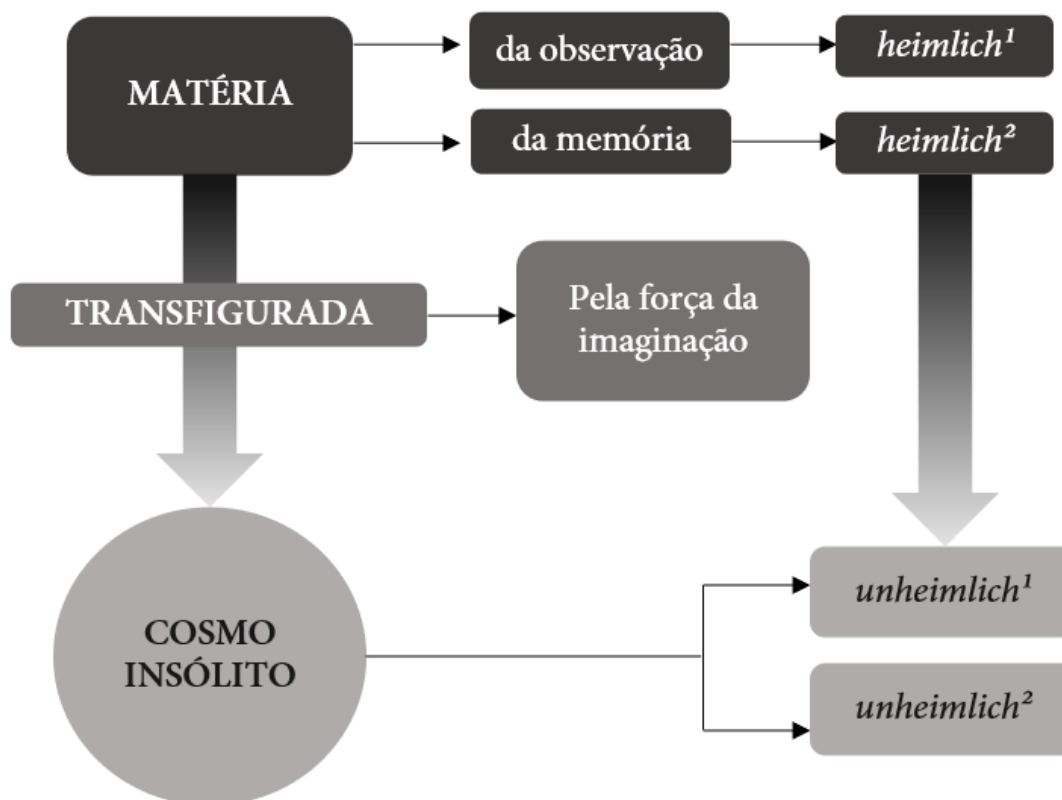 MATÉRIA
da observação
heimlich¹
da memória
heimlich²
TRANSFIGURADA
Pela força da
imaginação
COSMO
INSÓLITO
unheimlich¹
unheimlich²